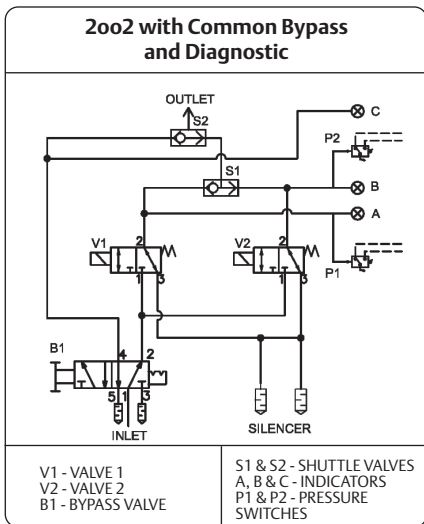 2oo2 with Common Bypass
and Diagnostic
OUTLET
S2
C
P2
S1
B
A
V1
2
V2
2
1
3
1
3
P1
B1
4
2
5
1
3
INLET
SILENCER
V1 - VALVE 1
V2 - VALVE 2
B1 - BYPASS VALVE
S1 & S2 - SHUTTLE VALVES
A, B & C - INDICATORS
P1 & P2 - PRESSURE
SWITCHES